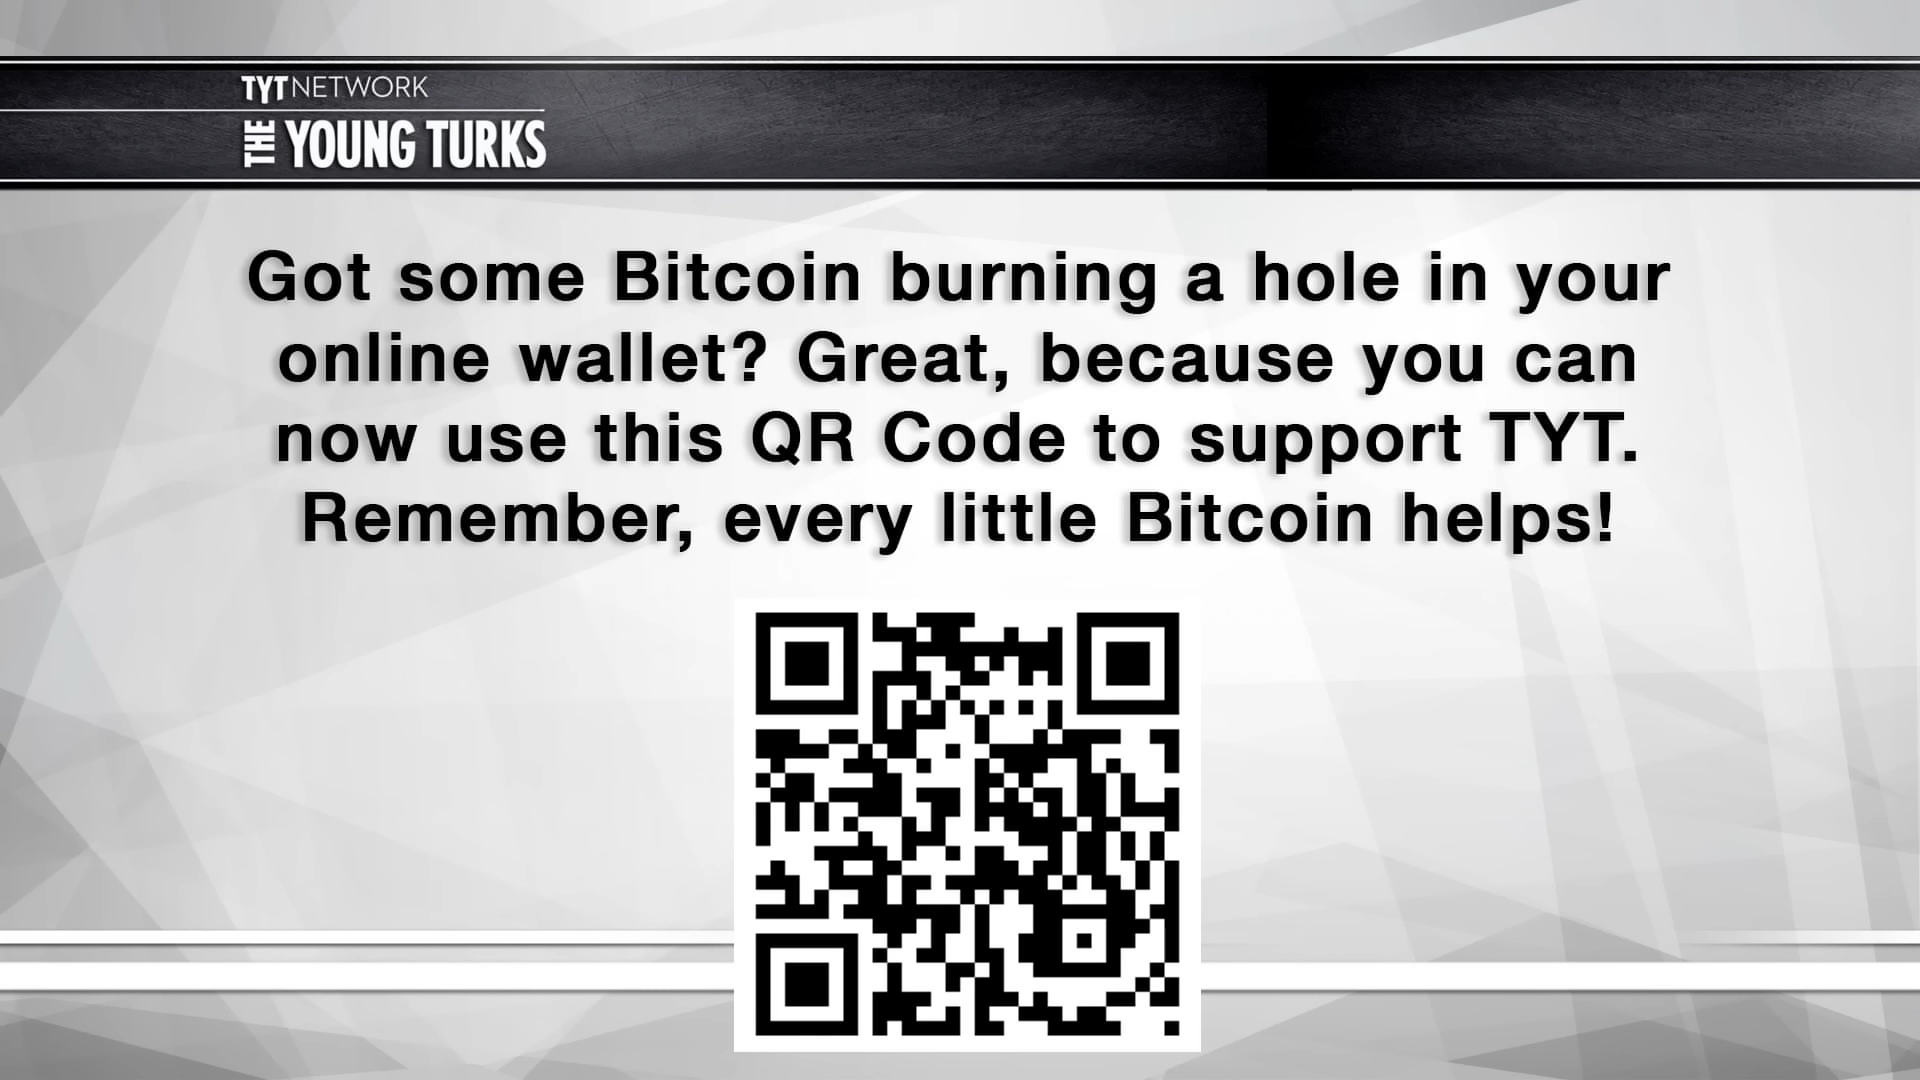 TYT NETWORK
THE YOUNG TURKS
Got some Bitcoin burning a hole in your
online wallet? Great, because you can
now use this QR Code to support TYT.
Remember, every little Bitcoin helps!